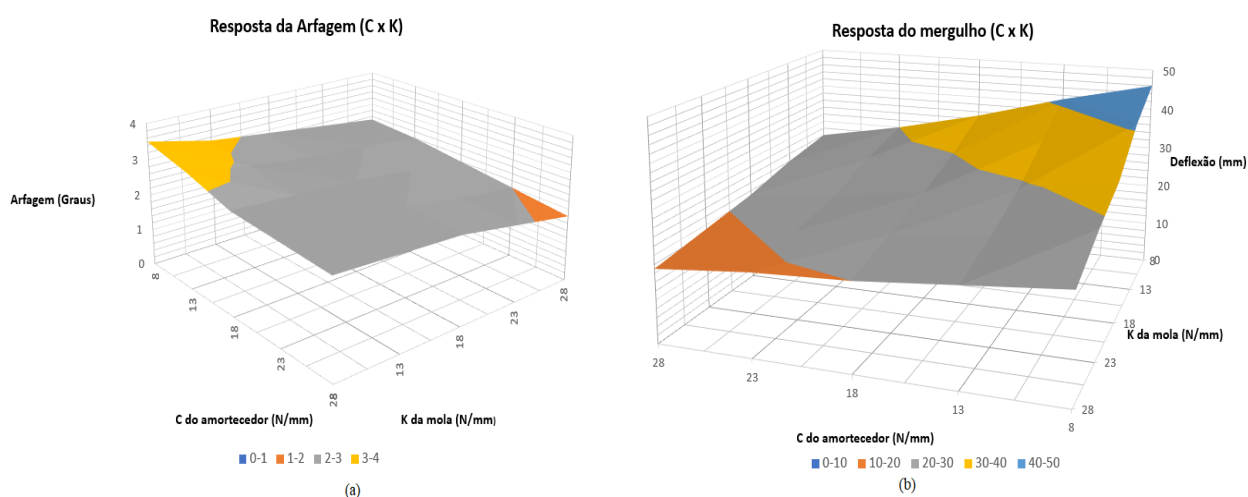 Resposta da Arfagem (C x K)
Arfagem (Graus)
4
3
2
1
0
8
13
18
23
28
13
18
23
28
C do amortecedor (N/mm)
K da mola (N/mm)
0-1 1-2 2-3 3-4
(a)
Resposta do mergulho (C x K)
50
40
30
20
10
0
Deflexão (mm)
8
13
18
23
28
K da mola (N/mm)
28
23
18
13
8
C do amortecedor (N/mm)
0-10 10-20 20-30 30-40 40-50
(b)